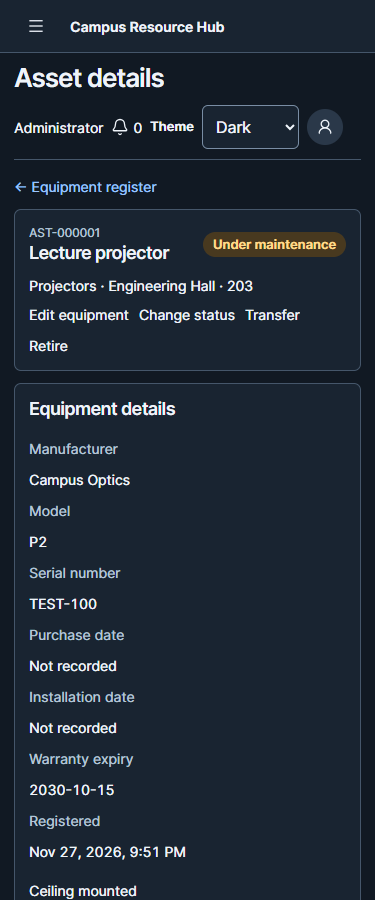 Campus Resource Hub
Asset details
Administrator 0 Theme Dark
← Equipment register
AST-000001
Lecture projector
Under maintenance
Projectors · Engineering Hall · 203
Edit equipment Change status Transfer
Retire
Equipment details
Manufacturer
Campus Optics
Model
P2
Serial number
TEST-100
Purchase date
Not recorded
Installation date
Not recorded
Warranty expiry
2030-10-15
Registered
Nov 27, 2026, 9:51 PM
Ceiling mounted